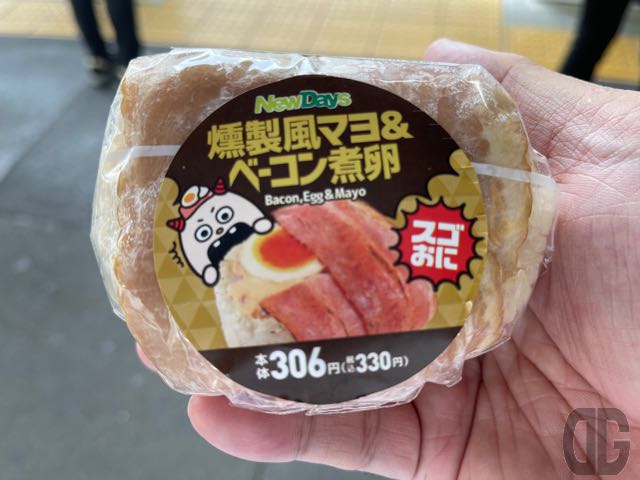 NewDays
燻製風マヨ&
ベーコン煮卵
Bacon, Egg & Mayo
スゴ
おに
本体306円(税込330円)
DG